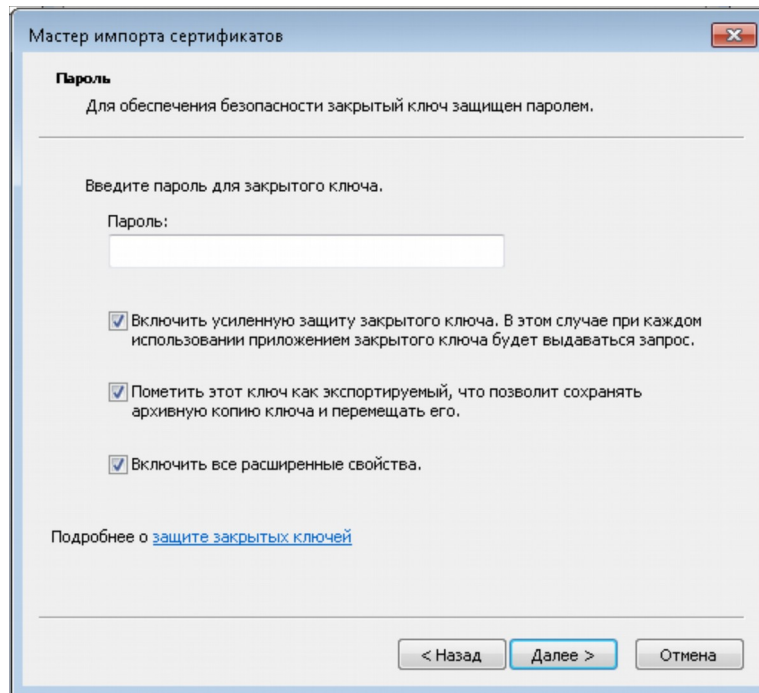 Мастер импорта сертификатов
Пароль
Для обеспечения безопасности закрытый ключ защищен паролем.
Введите пароль для закрытого ключа.
Пароль:
Включить усиленную защиту закрытого ключа. В этом случае при каждом
использовании приложением закрытого ключа будет выдаваться запрос.
Пометить этот ключ как экспортируемый, что позволит сохранять
архивную копию ключа и перемещать его.
Включить все расширенные свойства.
Подробнее о защите закрытых ключей
< Назад Далее > Отмена